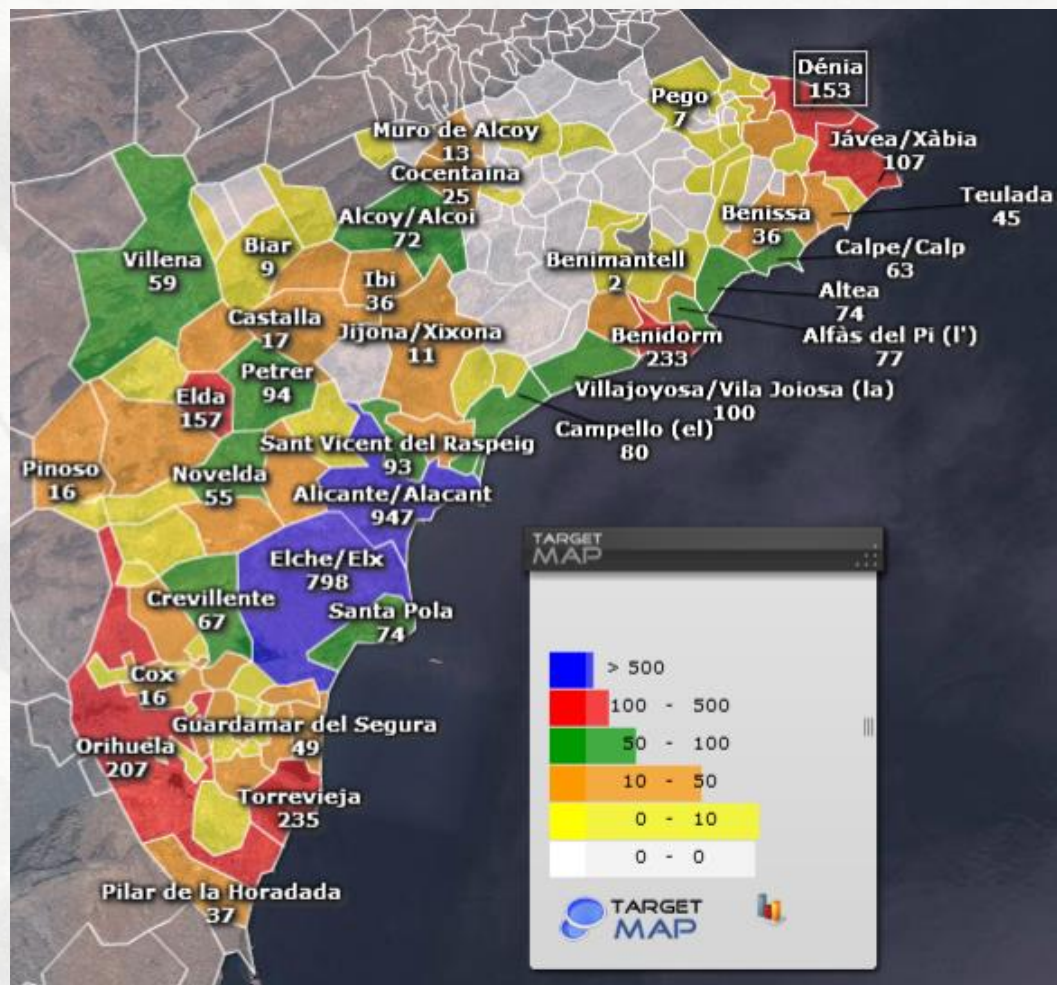 Dénia
153
Pego
7
Muro de Alcoy
13
Jávea/Xàbia
107
Cocentaina
25
Teulada
45
Alcoy/Alcoi
72
Benissa
36
Calpe/Calp
63
Villena
59
Biar
9
Benimantell
2
Ibi
36
Altea
74
Castalla
17
Jijona/Xixona
11
Benidorm
233
Alfàs del Pi (l')
77
Petrer
94
Elda
157
Villajoyosa/Vila Joiosa (la)
100
Campello (el)
80
Sant Vicent del Raspeig
93
Pinoso
16
Novelda
55
Alicante/Alacant
947
Elche/Elx
798
Crevillente
67
Santa Pola
74
Cox
16
Guardamar del Segura
49
Orihuela
207
Torrevieja
235
Pilar de la Horadada
37
TARGET
MAP
> 500
100 - 500
50 - 100
10 - 50
0 - 10
0 - 0
TARGET
MAP